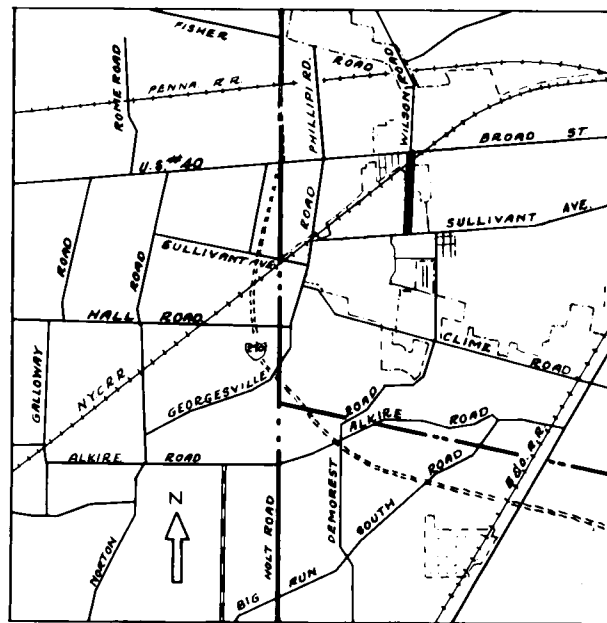 FISHER
ROAD
ROME ROAD
PENNA R.R.
PHILLIPI RD.
WILSON ROAD
BROAD ST
U.S. #40
ROAD
SULLIVANT AVE.
SULLIVANT AVE.
ROAD
ROAD
HALL ROAD
GALLOWAY
N.Y.C.R.R.
GEORGESVILLE
CLIME ROAD
ROAD
ALKIRE ROAD
ALKIRE ROAD
B.&O. R.R.
N
NORTON
HOLT ROAD
DEMOREST
BIG RUN SOUTH ROAD